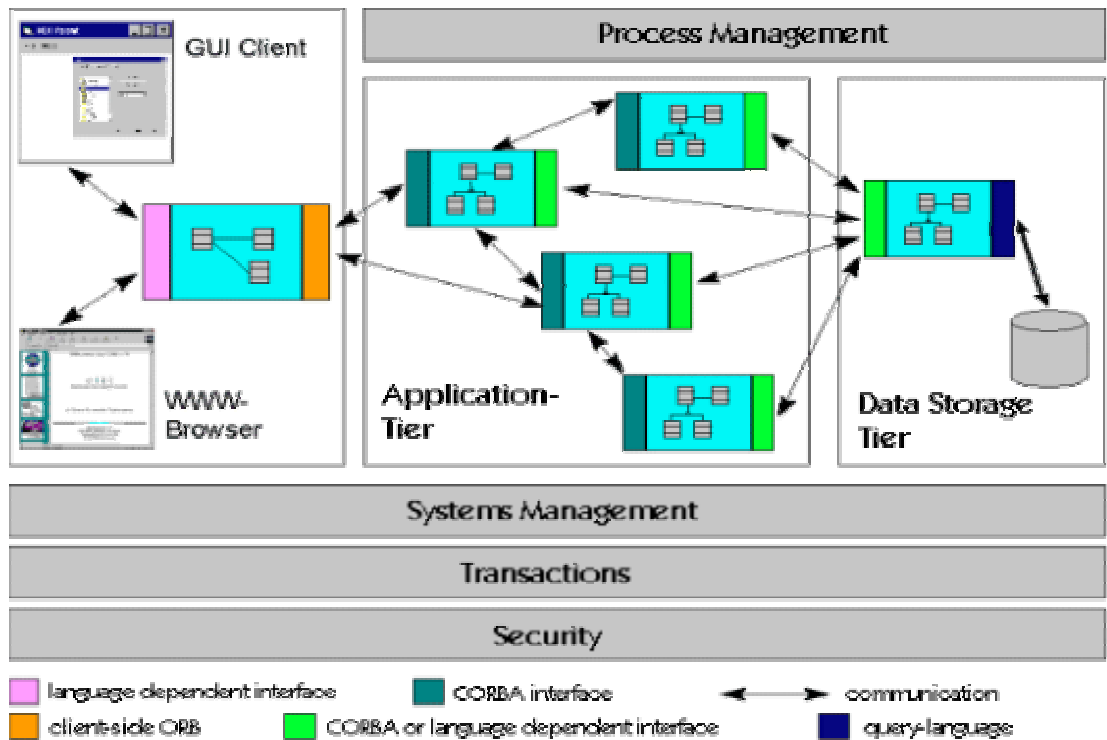 GUI Client
Process Management
WWW-
Browser
Application-
Tier
Data Storage
Tier
Systems Management
Transactions
Security
language dependent interface
CORBA interface
communication
client-side ORB
CORBA or language dependent interface
query-language